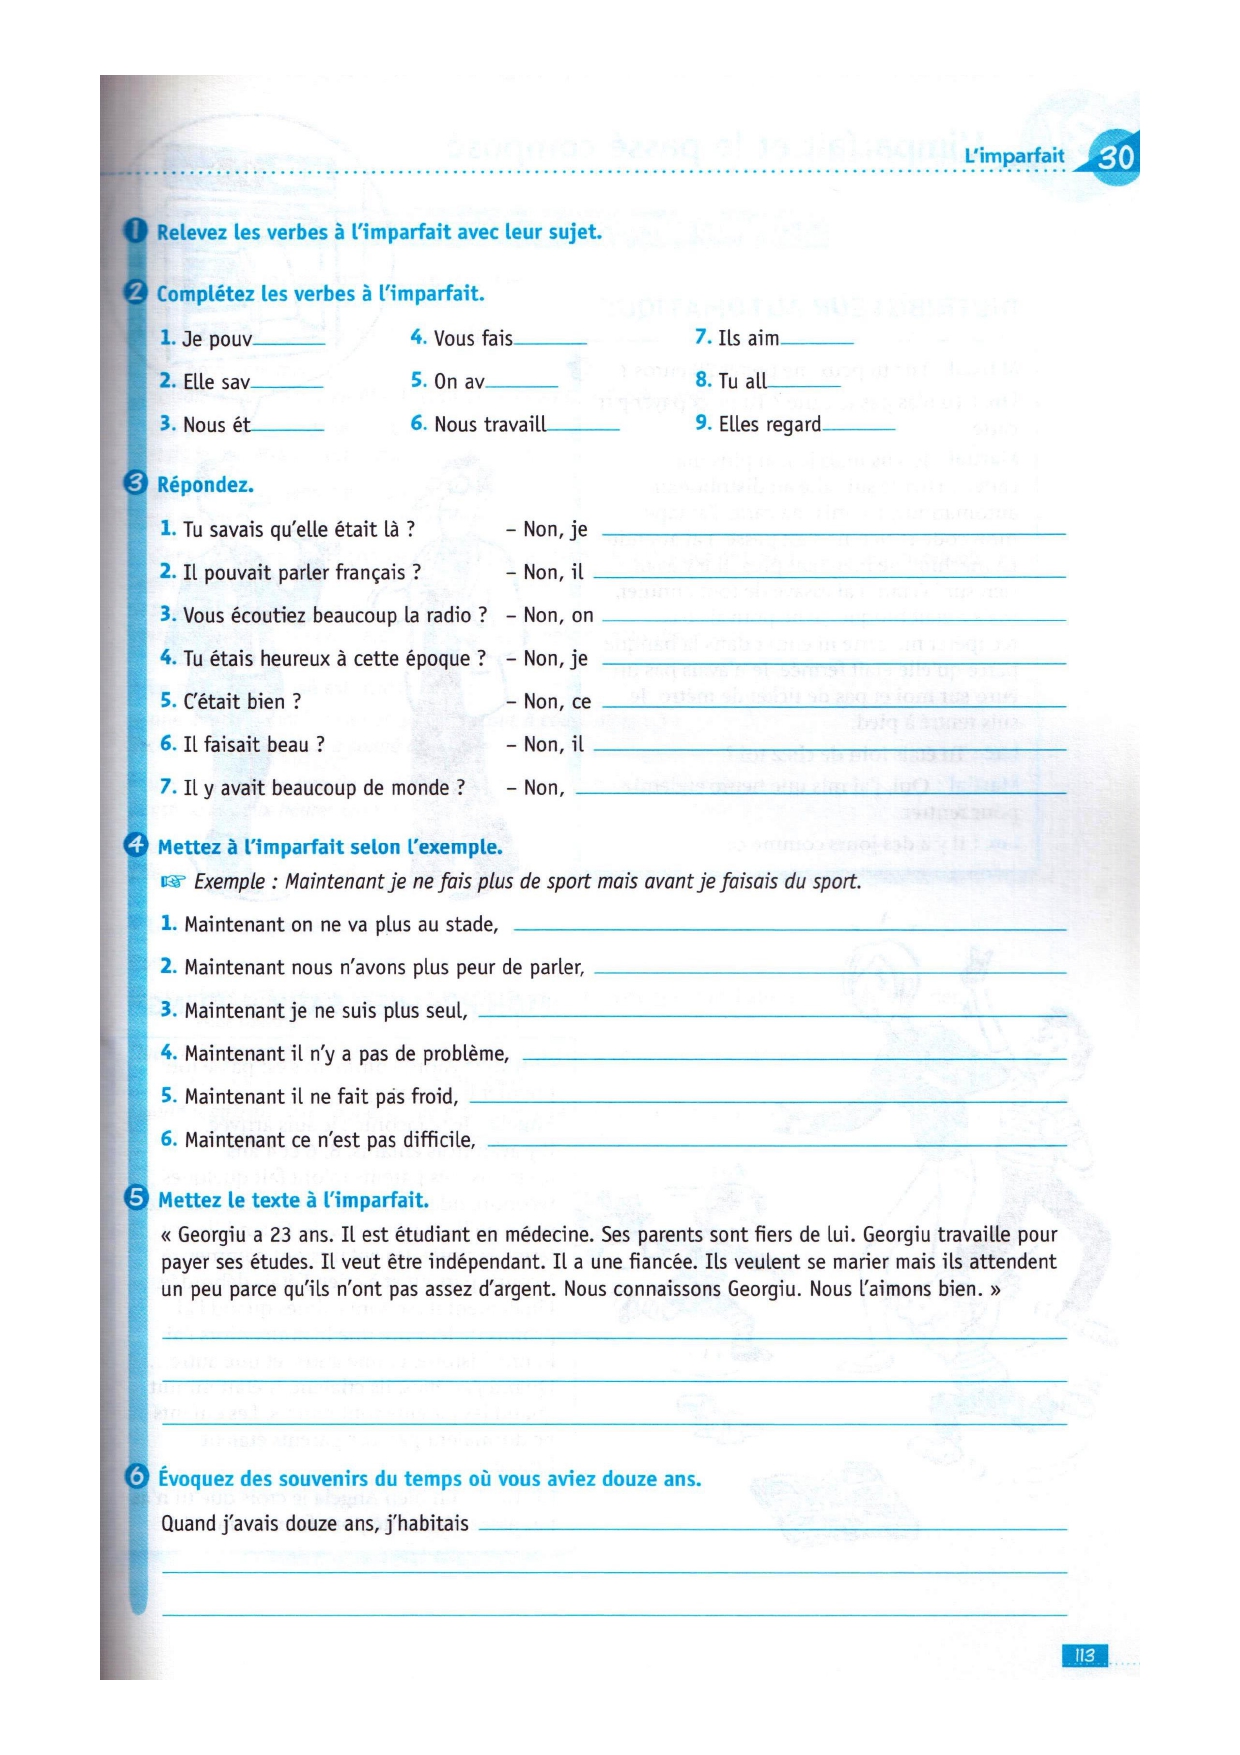 L'imparfait 30
1 Relevez les verbes à l'imparfait avec leur sujet.
2 Complétez les verbes à l'imparfait.
1. Je pouv______ 4. Vous fais______ 7. Ils aim______
2. Elle sav______ 5. On av______ 8. Tu all______
3. Nous ét______ 6. Nous travaill______ 9. Elles regard______
3 Répondez.
1. Tu savais qu'elle était là ? – Non, je ______
2. Il pouvait parler français ? – Non, il ______
3. Vous écoutiez beaucoup la radio ? – Non, on ______
4. Tu étais heureux à cette époque ? – Non, je ______
5. C'était bien ? – Non, ce ______
6. Il faisait beau ? – Non, il ______
7. Il y avait beaucoup de monde ? – Non, ______
4 Mettez à l'imparfait selon l'exemple.
☞ Exemple : Maintenant je ne fais plus de sport mais avant je faisais du sport.
1. Maintenant on ne va plus au stade, ______
2. Maintenant nous n'avons plus peur de parler, ______
3. Maintenant je ne suis plus seul, ______
4. Maintenant il n'y a pas de problème, ______
5. Maintenant il ne fait pas froid, ______
6. Maintenant ce n'est pas difficile, ______
5 Mettez le texte à l'imparfait.
« Georgiu a 23 ans. Il est étudiant en médecine. Ses parents sont fiers de lui. Georgiu travaille pour
payer ses études. Il veut être indépendant. Il a une fiancée. Ils veulent se marier mais ils attendent
un peu parce qu'ils n'ont pas assez d'argent. Nous connaissons Georgiu. Nous l'aimons bien. »
6 Évoquez des souvenirs du temps où vous aviez douze ans.
Quand j'avais douze ans, j'habitais ______
113